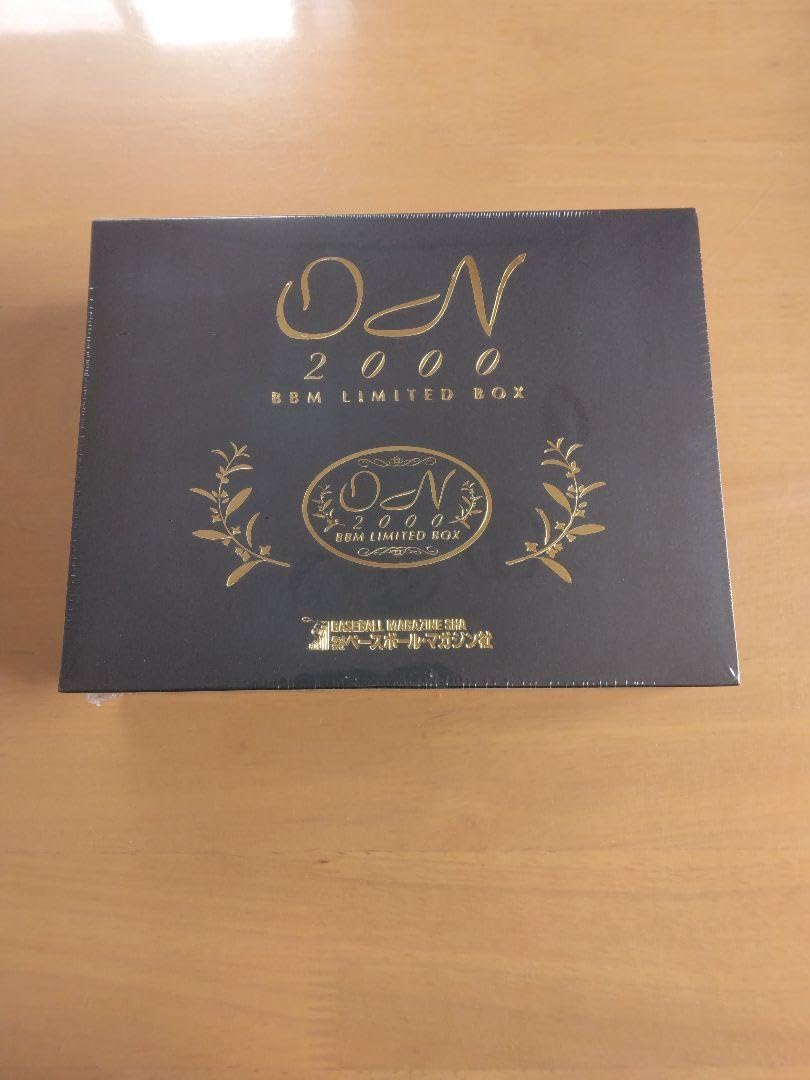 ON
2000
BBM LIMITED BOX
ON
2000
BBM LIMITED BOX
BASEBALL MAGAZINE SHA
ベースボール・マガジン社